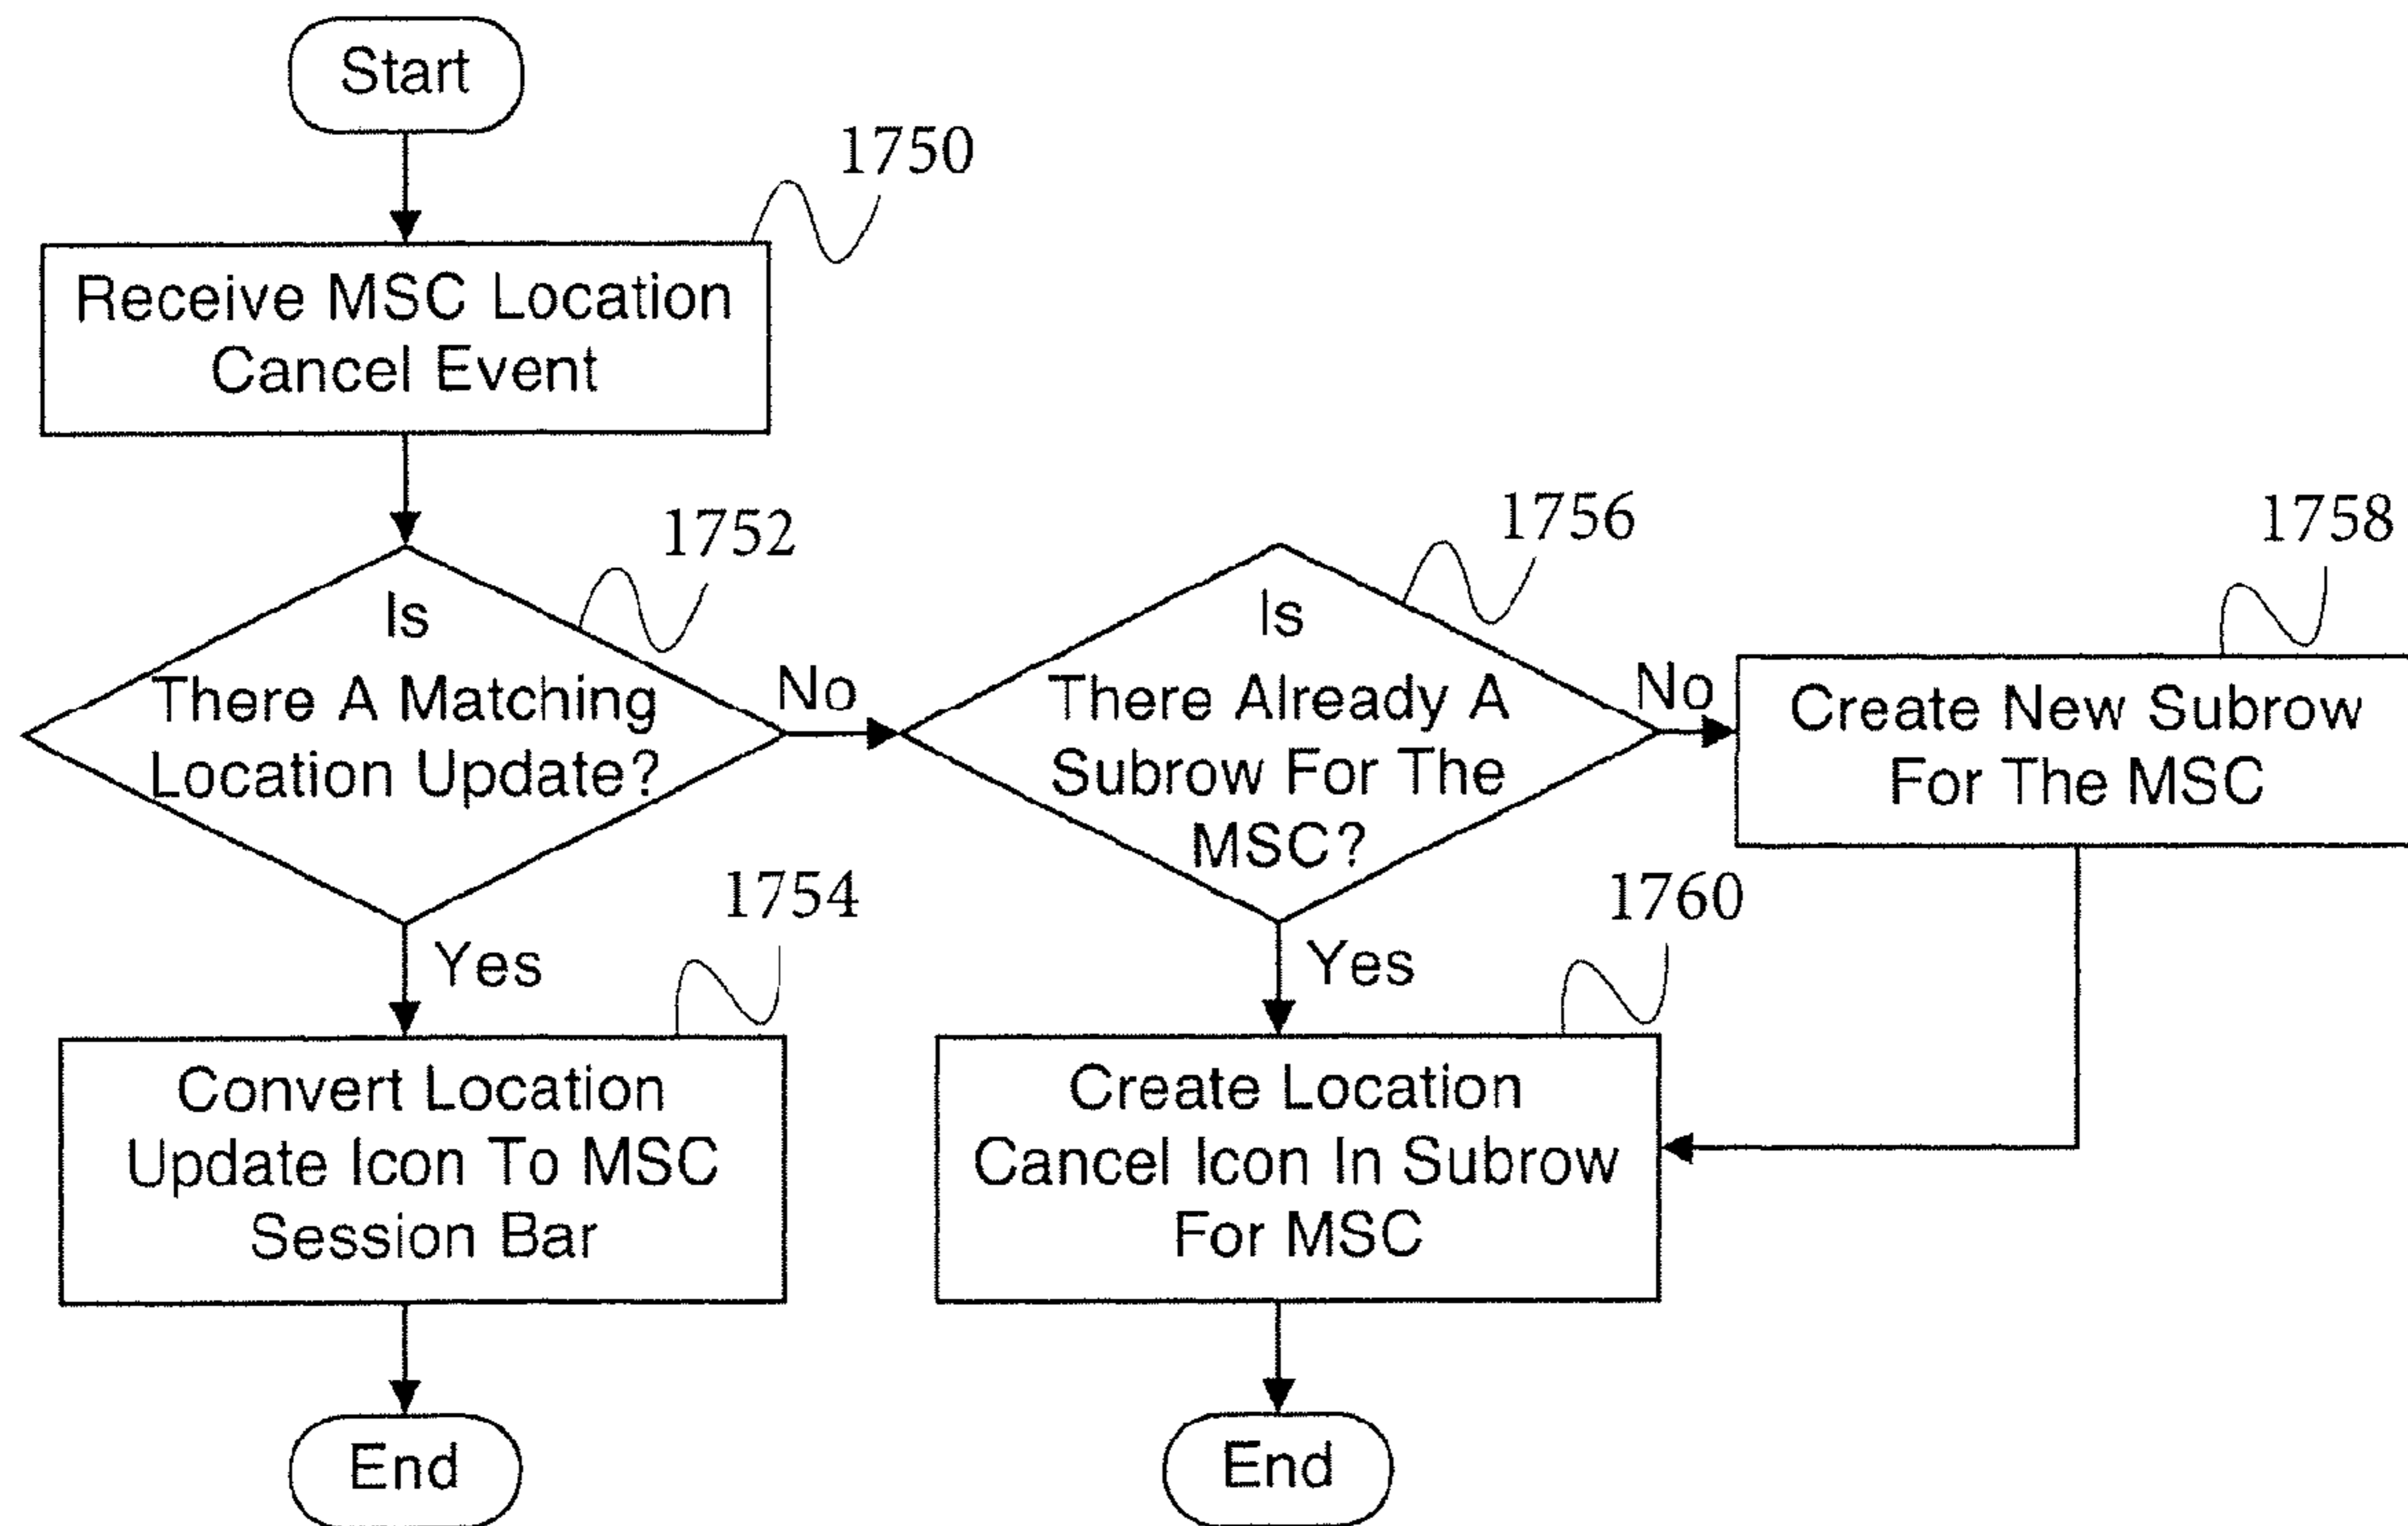 Start
1750
Receive MSC Location
Cancel Event
1752
Is
There A Matching
Location Update?
No
Yes
1754
Convert Location
Update Icon To MSC
Session Bar
End
1756
Is
There Already A
Subrow For The
MSC?
No
Yes
1758
Create New Subrow
For The MSC
1760
Create Location
Cancel Icon In Subrow
For MSC
End